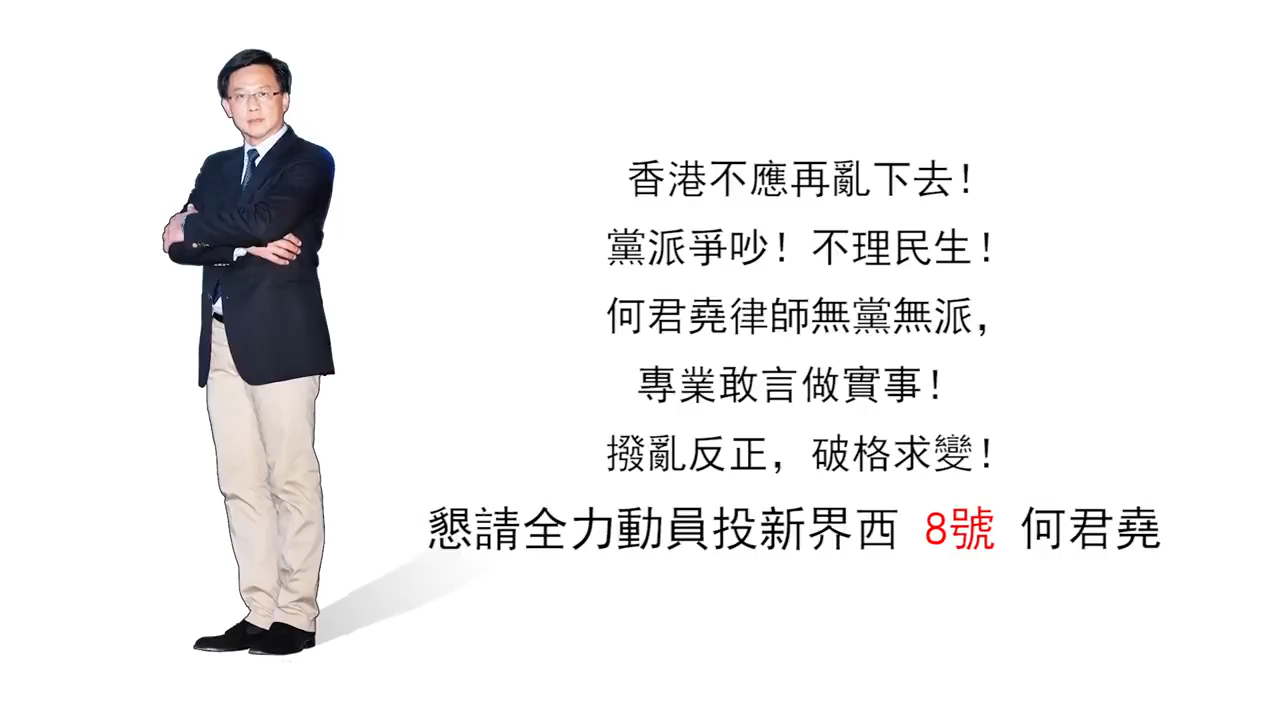 香港不應再亂下去！
黨派爭吵！不理民生！
何君堯律師無黨無派，
專業敢言做實事！
撥亂反正，破格求變！
懇請全力動員投新界西 8號 何君堯